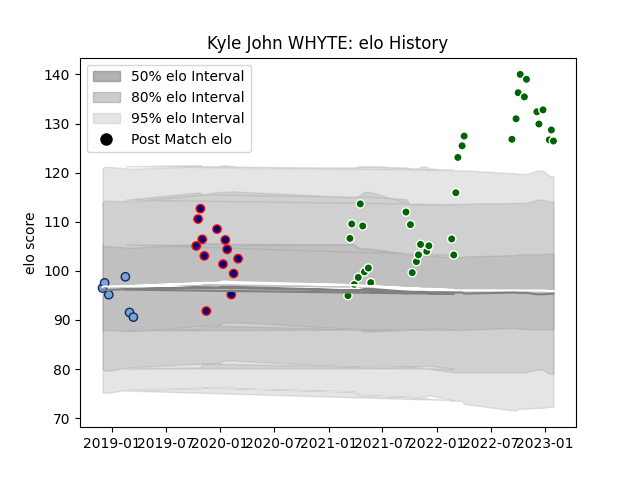 Kyle John WHYTE: elo History
50% elo Interval
80% elo Interval
95% elo Interval
Post Match elo
elo score
140
130
120
110
100
90
80
70
2019-01 2019-07 2020-01 2020-07 2021-01 2021-07 2022-01 2022-07 2023-01